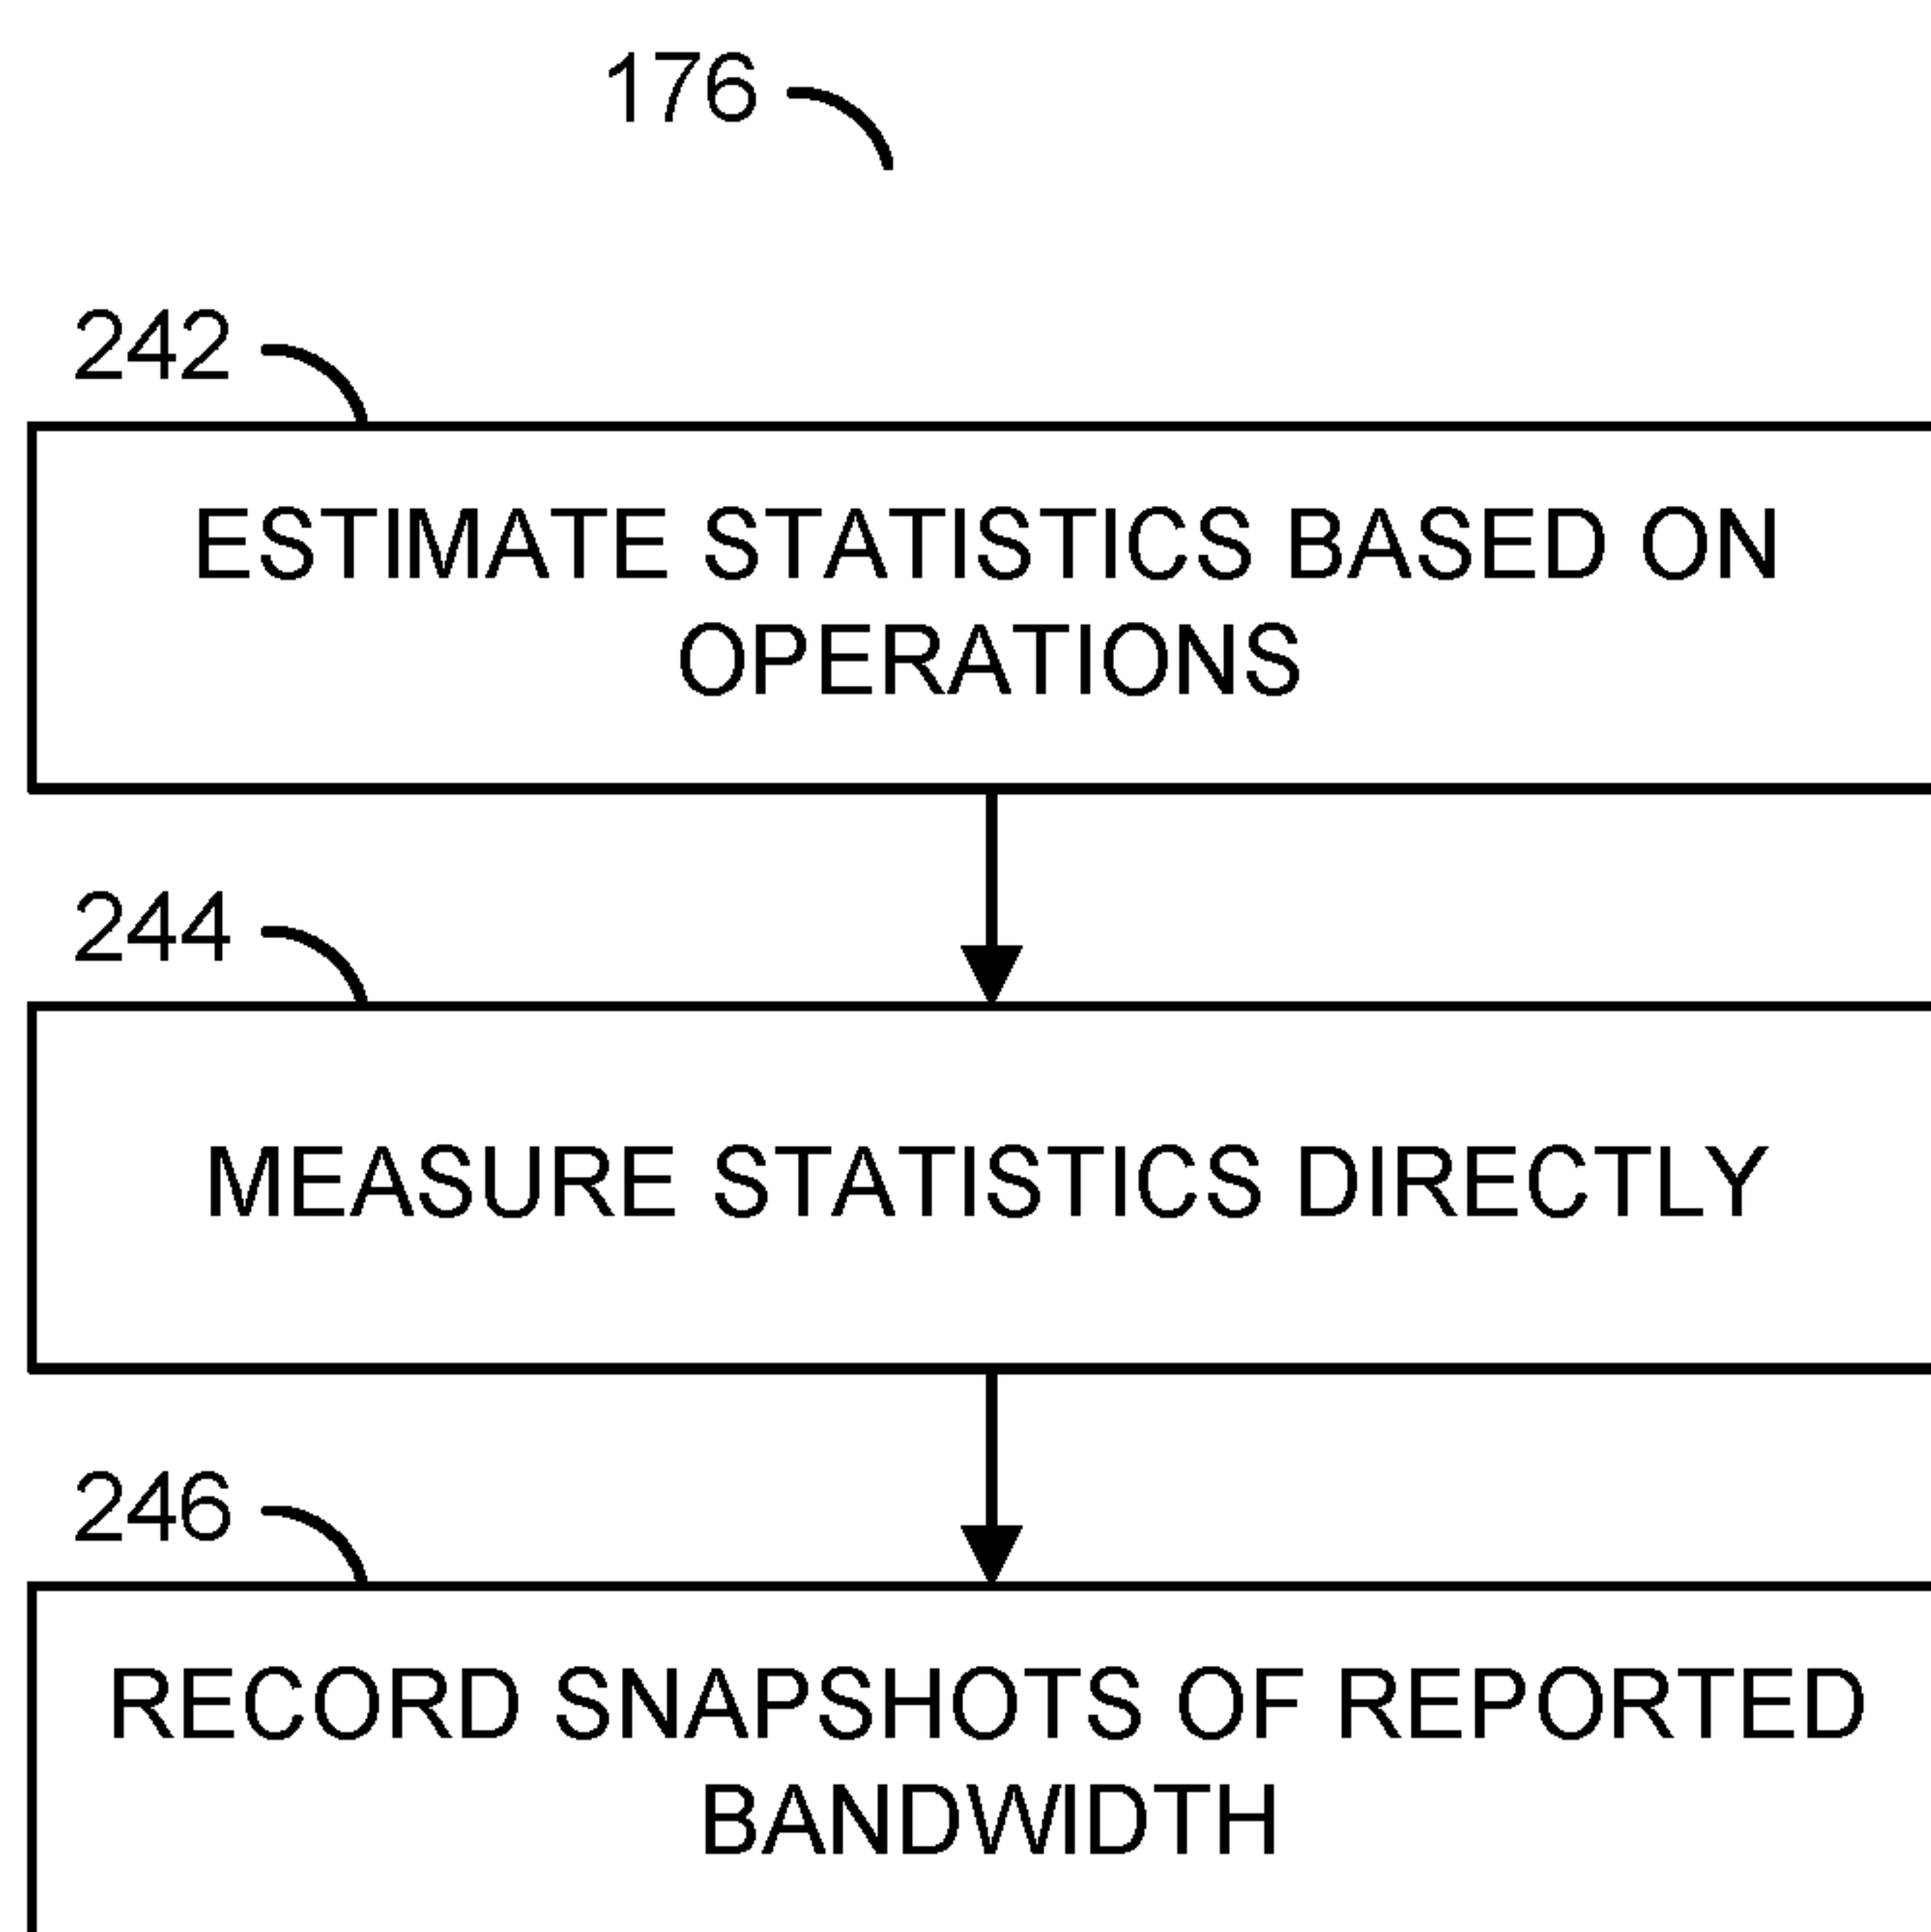 176
242
ESTIMATE STATISTICS BASED ON
OPERATIONS
244
MEASURE STATISTICS DIRECTLY
246
RECORD SNAPSHOTS OF REPORTED
BANDWIDTH